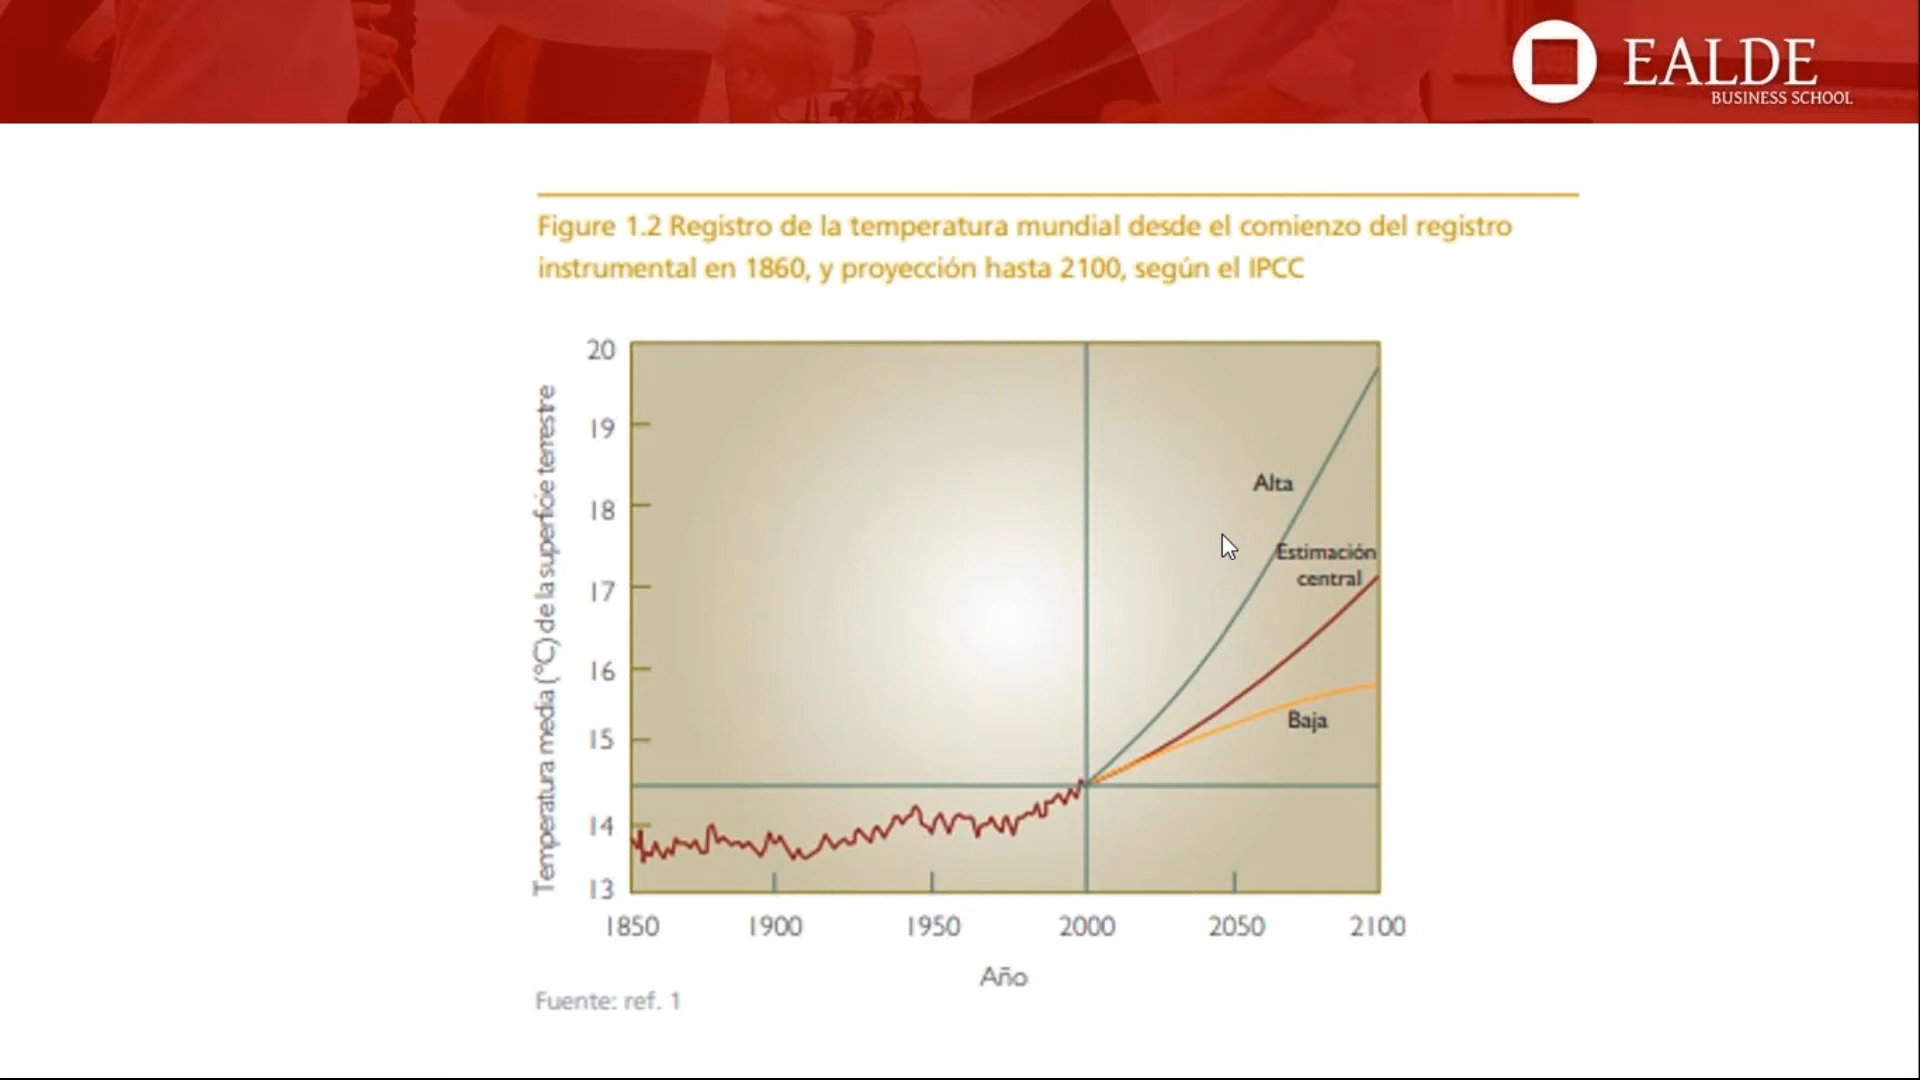 EALDE
BUSINESS SCHOOL
Figure 1.2 Registro de la temperatura mundial desde el comienzo del registro
instrumental en 1860, y proyección hasta 2100, según el IPCC
Temperatura media (°C) de la superficie terrestre
20
19
18
17
16
15
14
13
Alta
Estimación
central
Baja
1850 1900 1950 2000 2050 2100
Año
Fuente: ref. 1